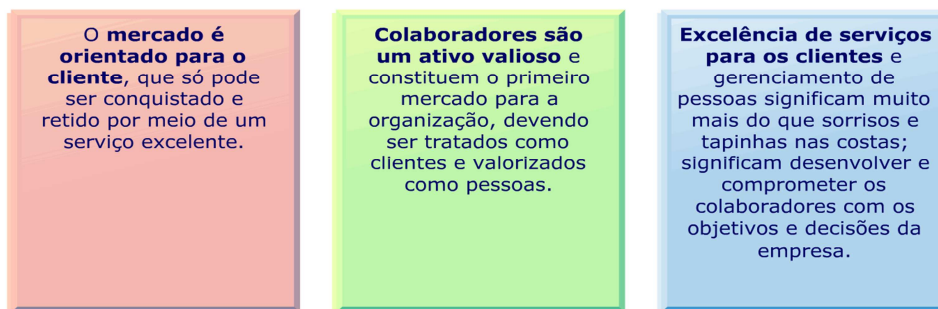 O mercado é
orientado para o
cliente, que só pode
ser conquistado e
retido por meio de um
serviço excelente.
Colaboradores são
um ativo valioso e
constituem o primeiro
mercado para a
organização, devendo
ser tratados como
clientes e valorizados
como pessoas.
Excelência de serviços
para os clientes e
gerenciamento de
pessoas significam muito
mais do que sorrisos e
tapinhas nas costas;
significam desenvolver e
comprometer os
colaboradores com os
objetivos e decisões da
empresa.